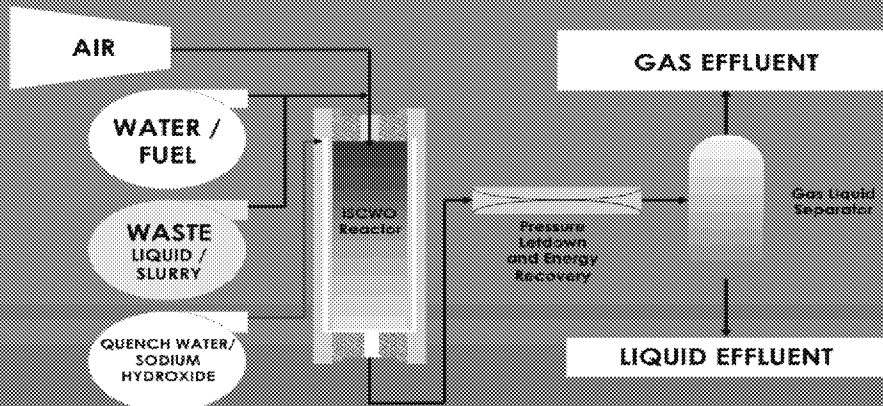 AIR
GAS EFFLUENT
WATER /
FUEL
ISCWO
Reactor
Gas Liquid
Separator
WASTE
LIQUID /
SLURRY
Pressure
Letdown
and Energy
Recovery
QUENCH WATER/
SODIUM
HYDROXIDE
LIQUID EFFLUENT